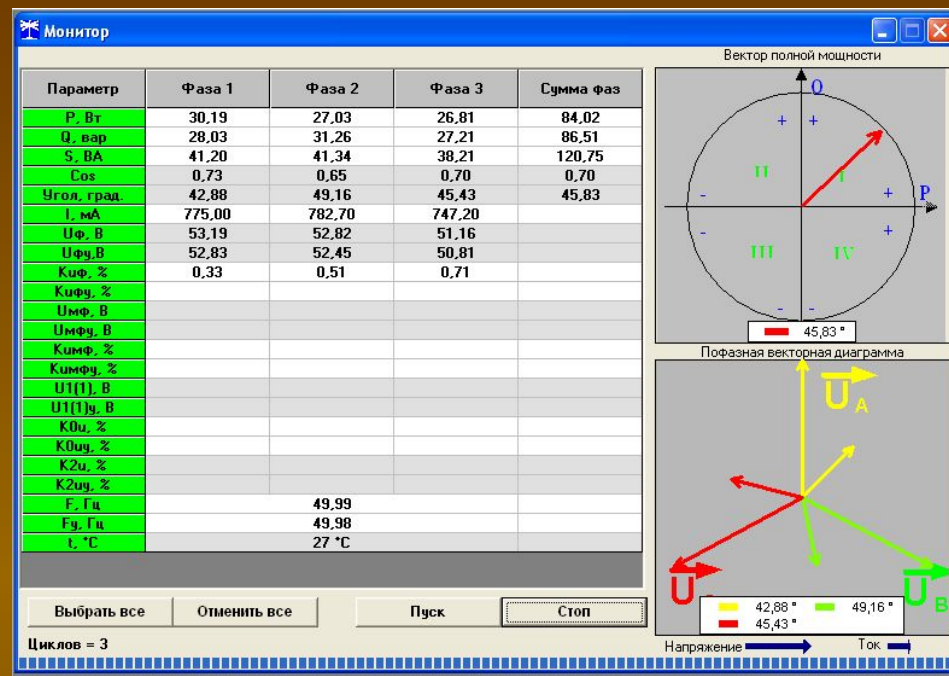 Монитор
Параметр Фаза 1 Фаза 2 Фаза 3 Сумма фаз
P, Вт 30,19 27,03 26,81 84,02
Q, вар 28,03 31,26 27,21 86,51
S, ВА 41,20 41,34 38,21 120,75
Cos 0,73 0,65 0,70 0,70
Угол, град. 42,88 49,16 45,43 45,83
I, мА 775,00 782,70 747,20
Uф, В 53,19 52,82 51,16
Uфу,В 52,83 52,45 50,81
Kuф, % 0,33 0,51 0,71
Kuфу, %
Uмф, В
Uмфу, В
Kuмф, %
Kuмфу, %
U1(1), В
U1(1)у, В
K0u, %
K0uy, %
K2u, %
K2uy, %
F, Гц 49,99
Fу, Гц 49,98
t, °C 27 °C
Выбрать все Отменить все Пуск Стоп
Циклов = 3
Вектор полной мощности
Q
+ +
II I
- + P
- +
III IV
- -
45,83 °
Пофазная векторная диаграмма
U A
U U B
42,88 ° 49,16 °
45,43 °
Напряжение Ток